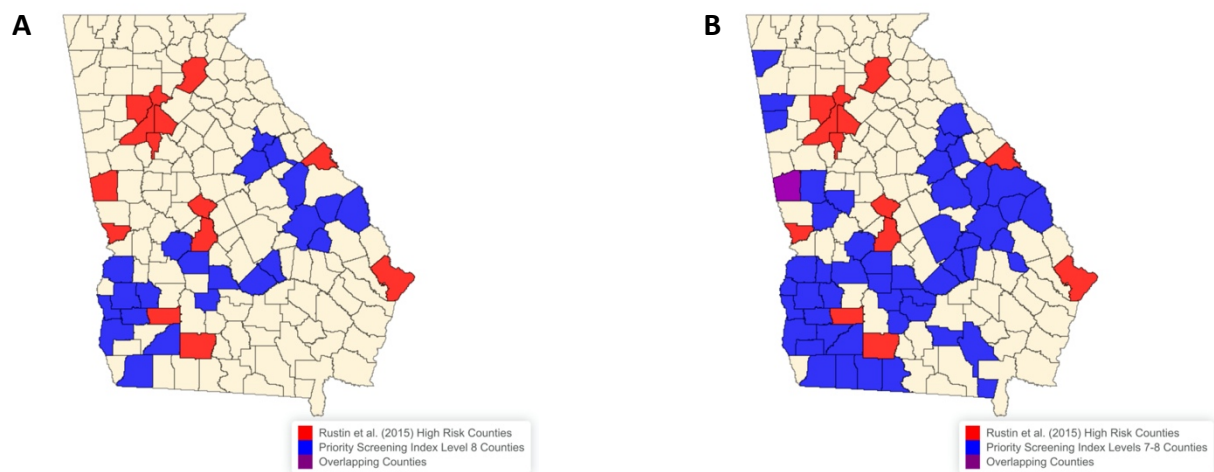 A
B
Rustin et al. (2015) High Risk Counties
Priority Screening Index Level 8 Counties
Overlapping Counties
Rustin et al. (2015) High Risk Counties
Priority Screening Index Levels 7-8 Counties
Overlapping Counties